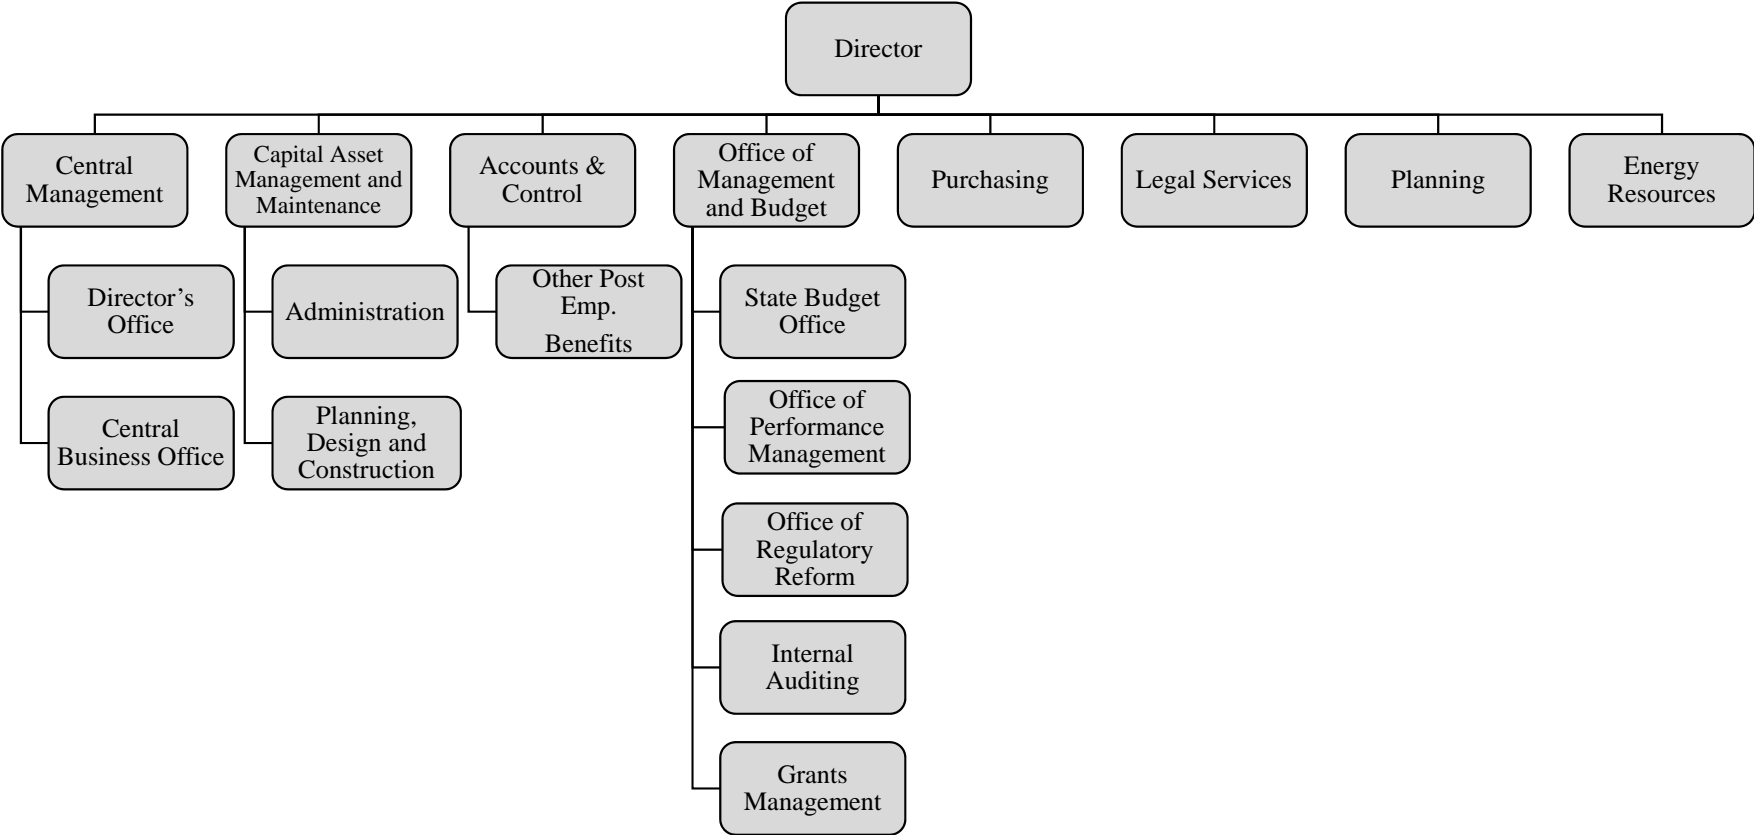 Director
Central
Management
Capital Asset
Management and
Maintenance
Accounts &
Control
Office of
Management
and Budget
Purchasing
Legal Services
Planning
Energy
Resources
Director’s
Office
Central
Business Office
Administration
Planning,
Design and
Construction
Other Post
Emp.
Benefits
State Budget
Office
Office of
Performance
Management
Office of
Regulatory
Reform
Internal
Auditing
Grants
Management